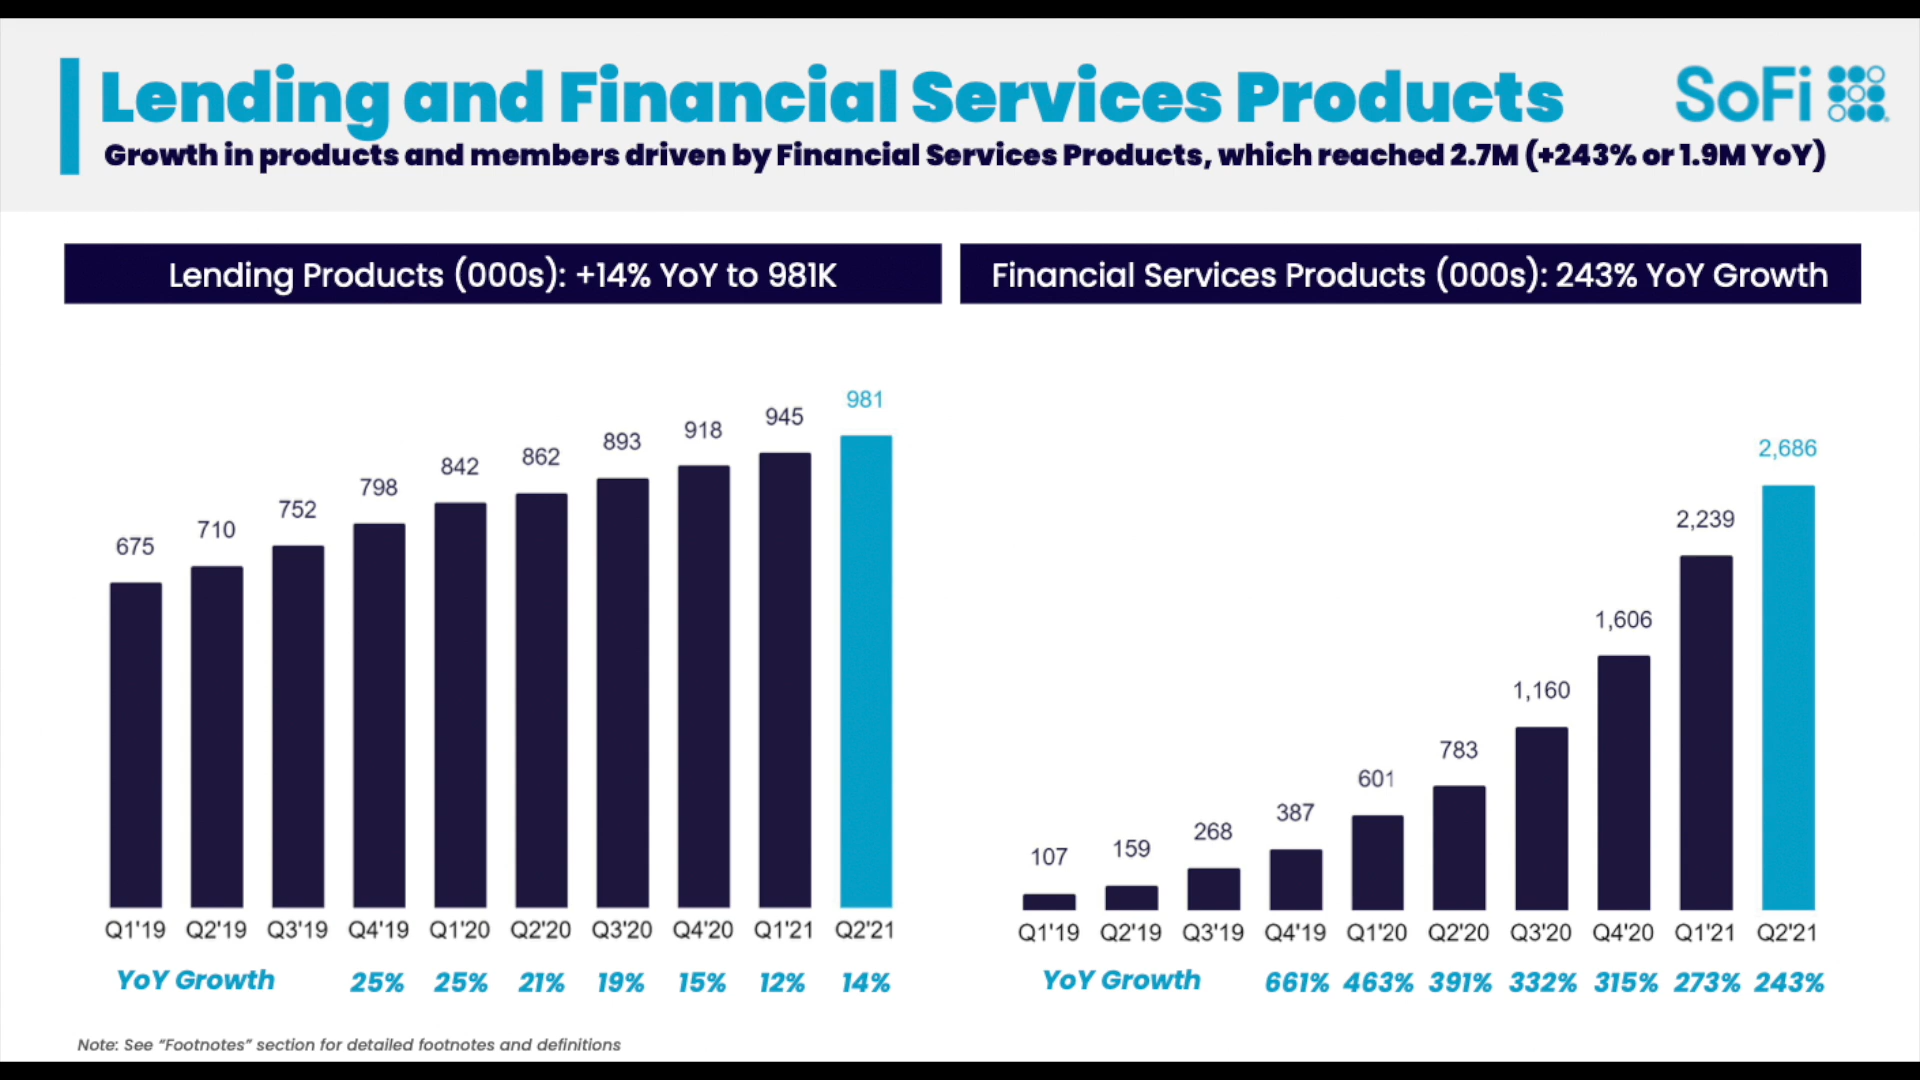 Lending and Financial Services Products
SoFi
Growth in products and members driven by Financial Services Products, which reached 2.7M (+243% or 1.9M YoY)
Lending Products (000s): +14% YoY to 981K
675
710
752
798
842
862
893
918
945
981
Q1'19 Q2'19 Q3'19 Q4'19 Q1'20 Q2'20 Q3'20 Q4'20 Q1'21 Q2'21
YoY Growth 25% 25% 21% 19% 15% 12% 14%
Financial Services Products (000s): 243% YoY Growth
107
159
268
387
601
783
1,160
1,606
2,239
2,686
Q1'19 Q2'19 Q3'19 Q4'19 Q1'20 Q2'20 Q3'20 Q4'20 Q1'21 Q2'21
YoY Growth 661% 463% 391% 332% 315% 273% 243%
Note: See “Footnotes” section for detailed footnotes and definitions